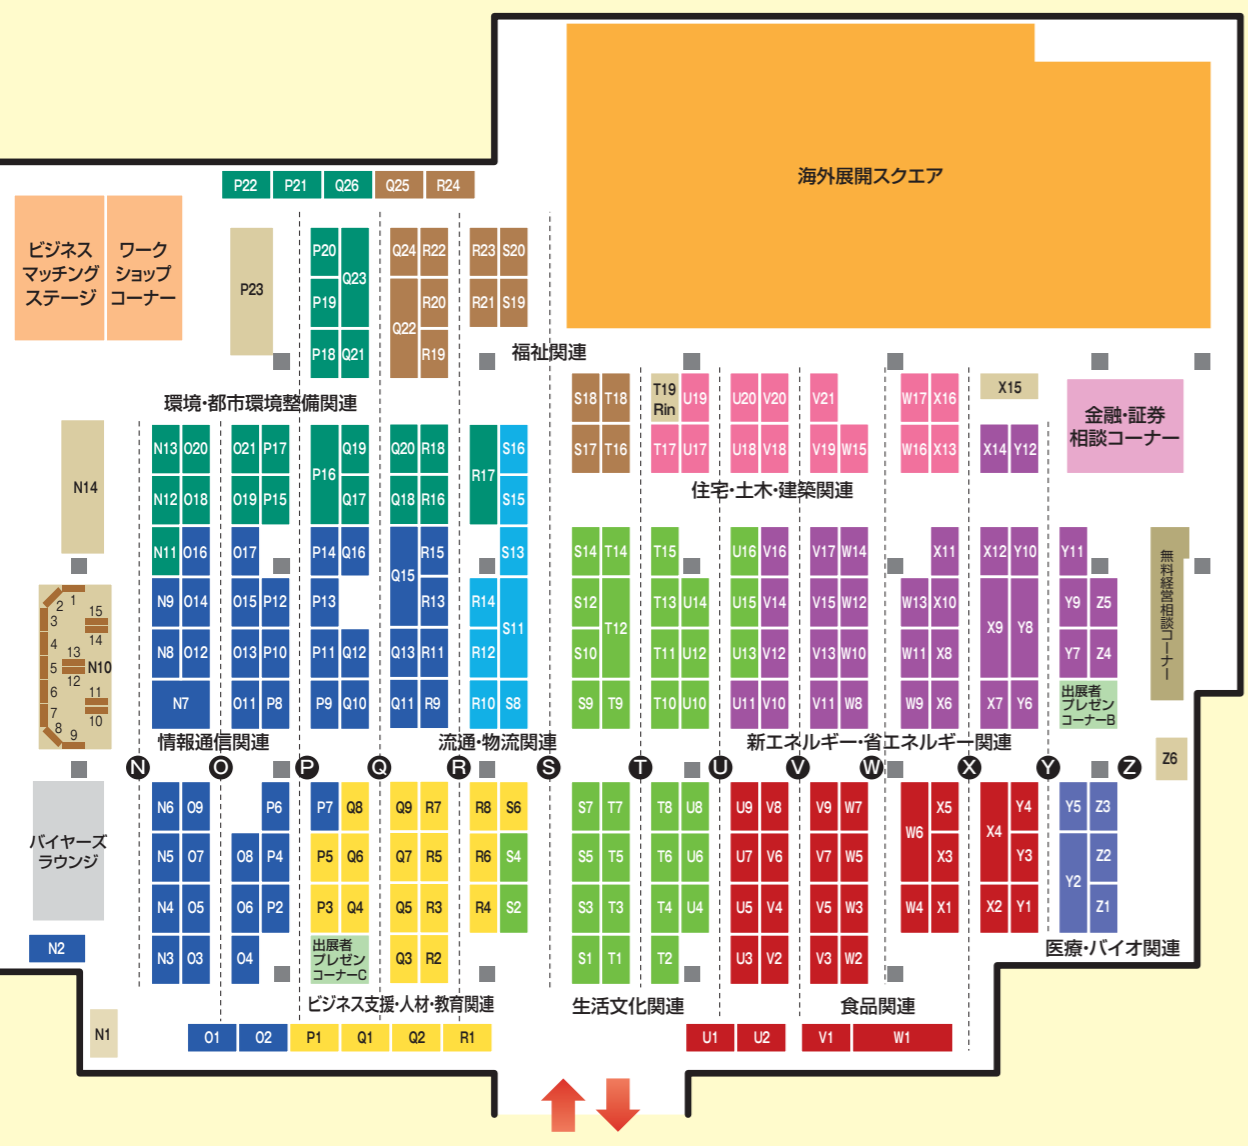 海外展開スクエア
P22 P21 Q26 Q25 R24
ビジネス
マッチング
ステージ
ワーク
ショップ
コーナー
P23
P20 Q24 R22 R23 S20
Q23
P19 R20 R21 S19
Q22
P18 Q21 R19
福祉関連
環境・都市環境整備関連
S18 T18 T19
Rin
U19 U20 V20 V21 W17 X16 X15
金融・証券
相談コーナー
N13 O20 O21 P17 Q19 Q20 R18 S16 S17 T16 T17 U17 U18 V18 V19 W15 W16 X13 X14 Y12
P16 R17
N14
N12 O18 O19 P15 Q17 Q18 R16 S15
住宅・土木・建築関連
N11 O16 O17 P14 Q16 R15 S13 S14 T14 T15 U16 V16 V17 W14 X11 X12 Y10 Y11
Q15
無料経営相談コーナー
N9 O14 O15 P12 P13 R13 R14 S12 T13 U14 U15 V14 V15 W12 W13 X10 Y9 Z5
S11 T12 X9 Y8
N8 O12 O13 P10 P11 Q12 Q13 R11 R12 S10 T11 U12 U13 V12 V13 W10 W11 X8 Y7 Z4
N7 O11 P8 P9 Q10 Q11 R9 R10 S8 S9 T9 T10 U10 U11 V10 V11 W8 W9 X6 X7 Y6
出展者
プレゼン
コーナーB
1
2
3
4
5
6
7
8
9
15
14
13
N10
12
11
10
情報通信関連
流通・物流関連
新エネルギー・省エネルギー関連
N O P Q R S T U V W X Y Z
Z6
バイヤーズ
ラウンジ
N6 O9 P6 P7 Q8 Q9 R7 R8 S6 S7 T7 T8 U8 U9 V8 V9 W7 X5 Y4 Y5 Z3
W6 X4
N5 O7 O8 P4 P5 Q6 Q7 R5 R6 S4 S5 T5 T6 U6 U7 V6 V7 W5 X3 Y3 Z2
Y2
N4 O5 O6 P2 P3 Q4 Q5 R3 R4 S2 S3 T3 T4 U4 U5 V4 V5 W3 W4 X1 X2 Y1 Z1
N2
N3 O3 O4
出展者
プレゼン
コーナーC
Q3 R2 S1 T1 T2 U3 V2 V3 W2
医療・バイオ関連
ビジネス支援・人材・教育関連
生活文化関連
食品関連
N1
O1 O2 P1 Q1 Q2 R1 U1 U2 V1 W1